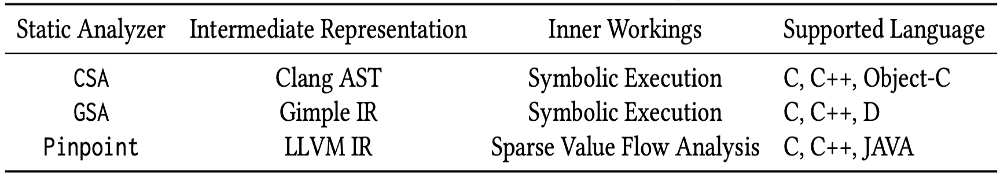 Static Analyzer Intermediate Representation Inner Workings Supported Language
CSA Clang AST Symbolic Execution C, C++, Object-C
GSA Gimple IR Symbolic Execution C, C++, D
Pinpoint LLVM IR Sparse Value Flow Analysis C, C++, JAVA